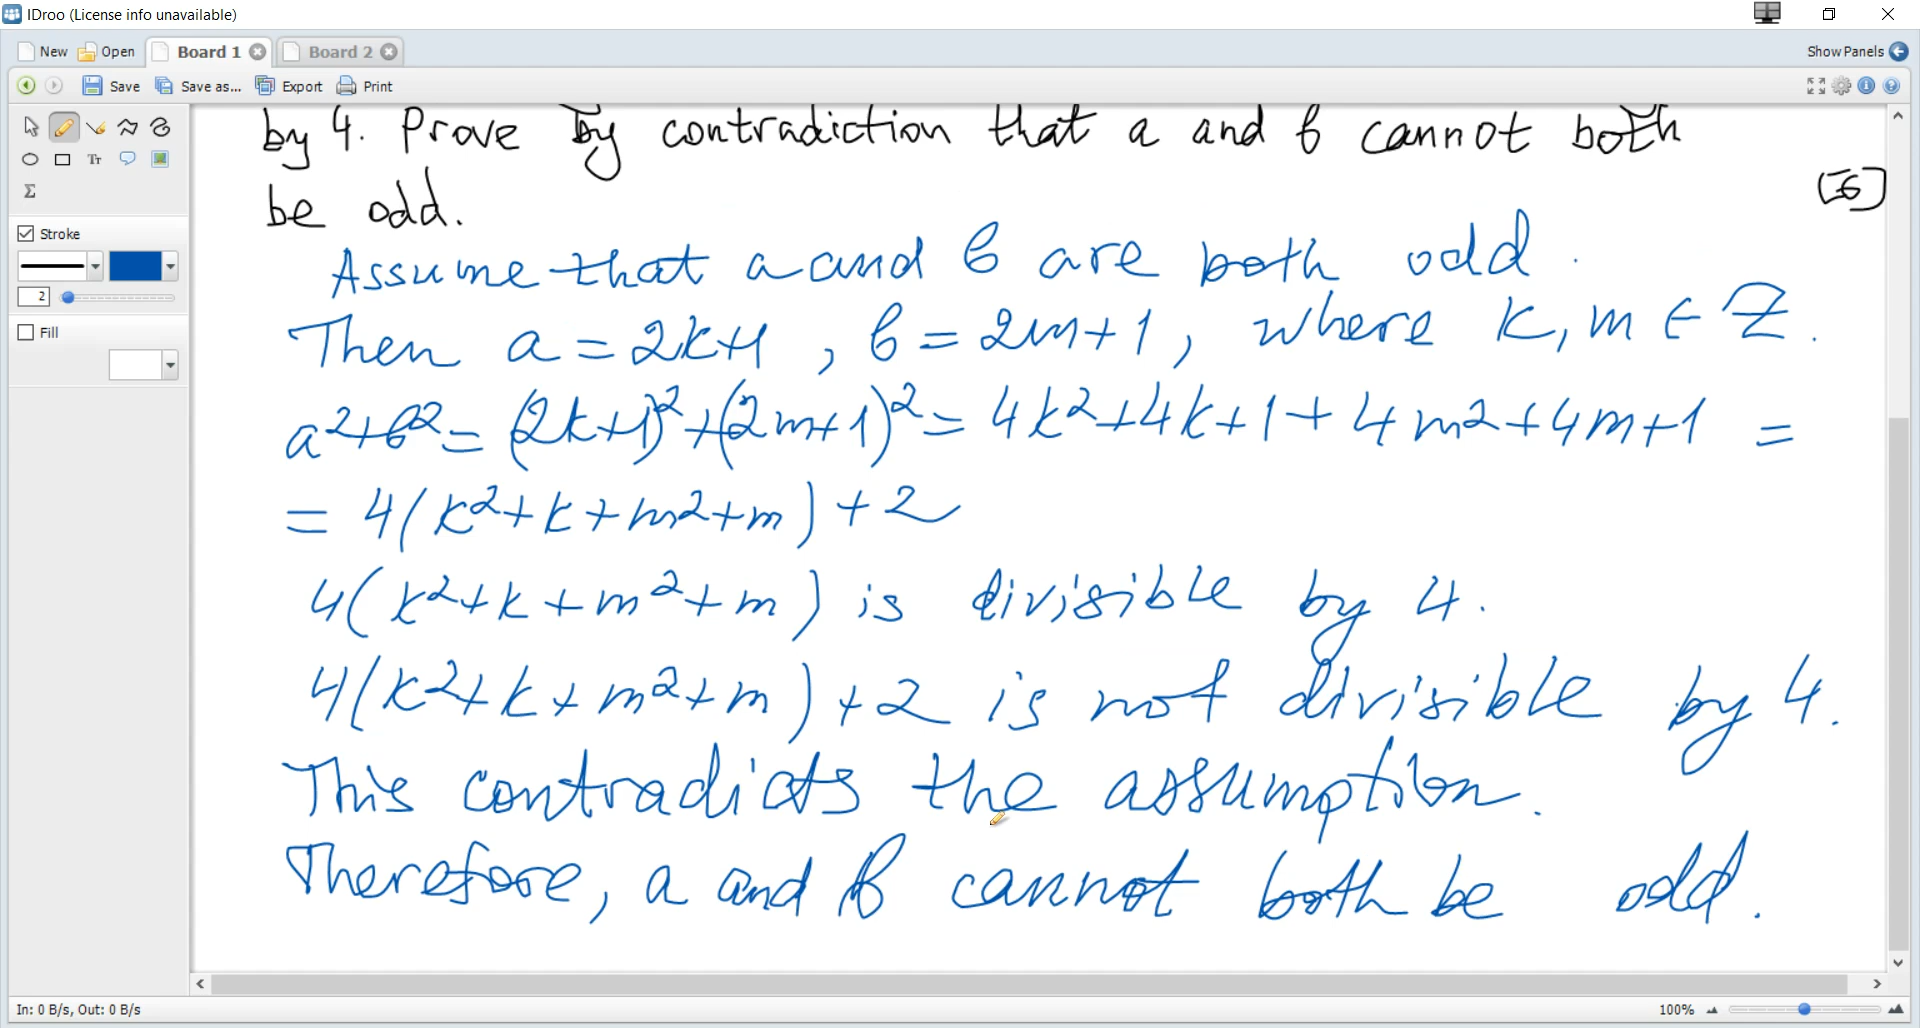 IDroo (License info unavailable)
New Open Board 1 Board 2 Show Panels
Save Save as... Export Print
by 4. Prove by contradiction that a and b cannot both
be odd.
[6]
Assume that a and b are both odd.
Then a = 2k+1, b = 2m+1, where k, m ∈ Z.
a²+b² = (2k+1)²+(2m+1)² = 4k²+4k+1+4m²+4m+1 =
= 4(k²+k+m²+m)+2
4(k²+k+m²+m) is divisible by 4.
4(k²+k+m²+m)+2 is not divisible by 4.
This contradicts the assumption.
Therefore, a and b cannot both be odd.
Tr
Σ
Stroke
2
Fill
In: 0 B/s, Out: 0 B/s
100%